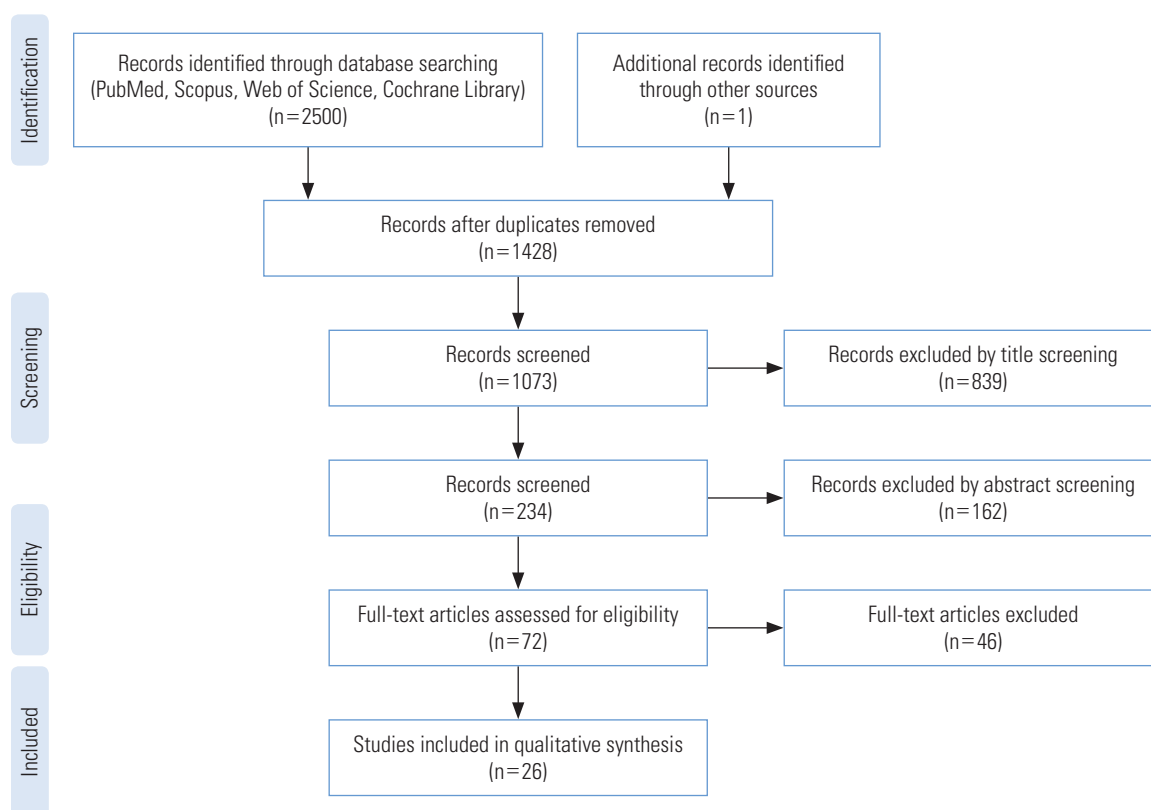 Identification
Records identified through database searching
(PubMed, Scopus, Web of Science, Cochrane Library)
(n=2500)
Additional records identified
through other sources
(n=1)
Records after duplicates removed
(n=1428)
Screening
Records screened
(n=1073)
Records excluded by title screening
(n=839)
Records screened
(n=234)
Records excluded by abstract screening
(n=162)
Eligibility
Full-text articles assessed for eligibility
(n=72)
Full-text articles excluded
(n=46)
Included
Studies included in qualitative synthesis
(n=26)